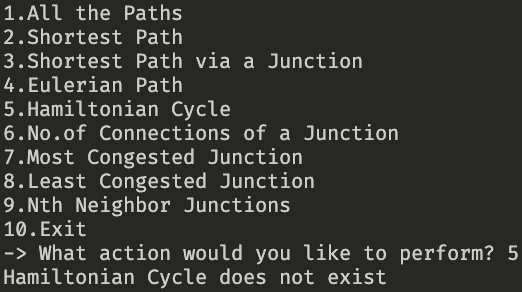 1.All the Paths
2.Shortest Path
3.Shortest Path via a Junction
4.Eulerian Path
5.Hamiltonian Cycle
6.No.of Connections of a Junction
7.Most Congested Junction
8.Least Congested Junction
9.Nth Neighbor Junctions
10.Exit
-> What action would you like to perform? 5
Hamiltonian Cycle does not exist